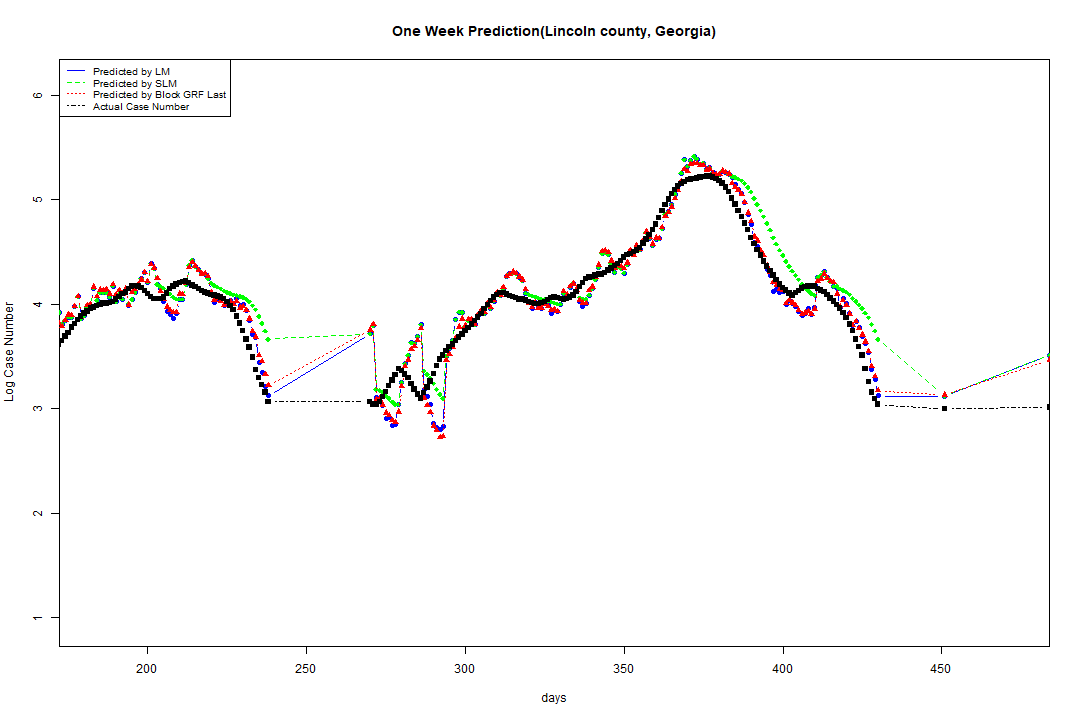 One Week Prediction(Lincoln county, Georgia)
Predicted by LM
Predicted by SLM
Predicted by Block GRF Last
Actual Case Number
Log Case Number
6
5
4
3
2
1
200 250 300 350 400 450
days